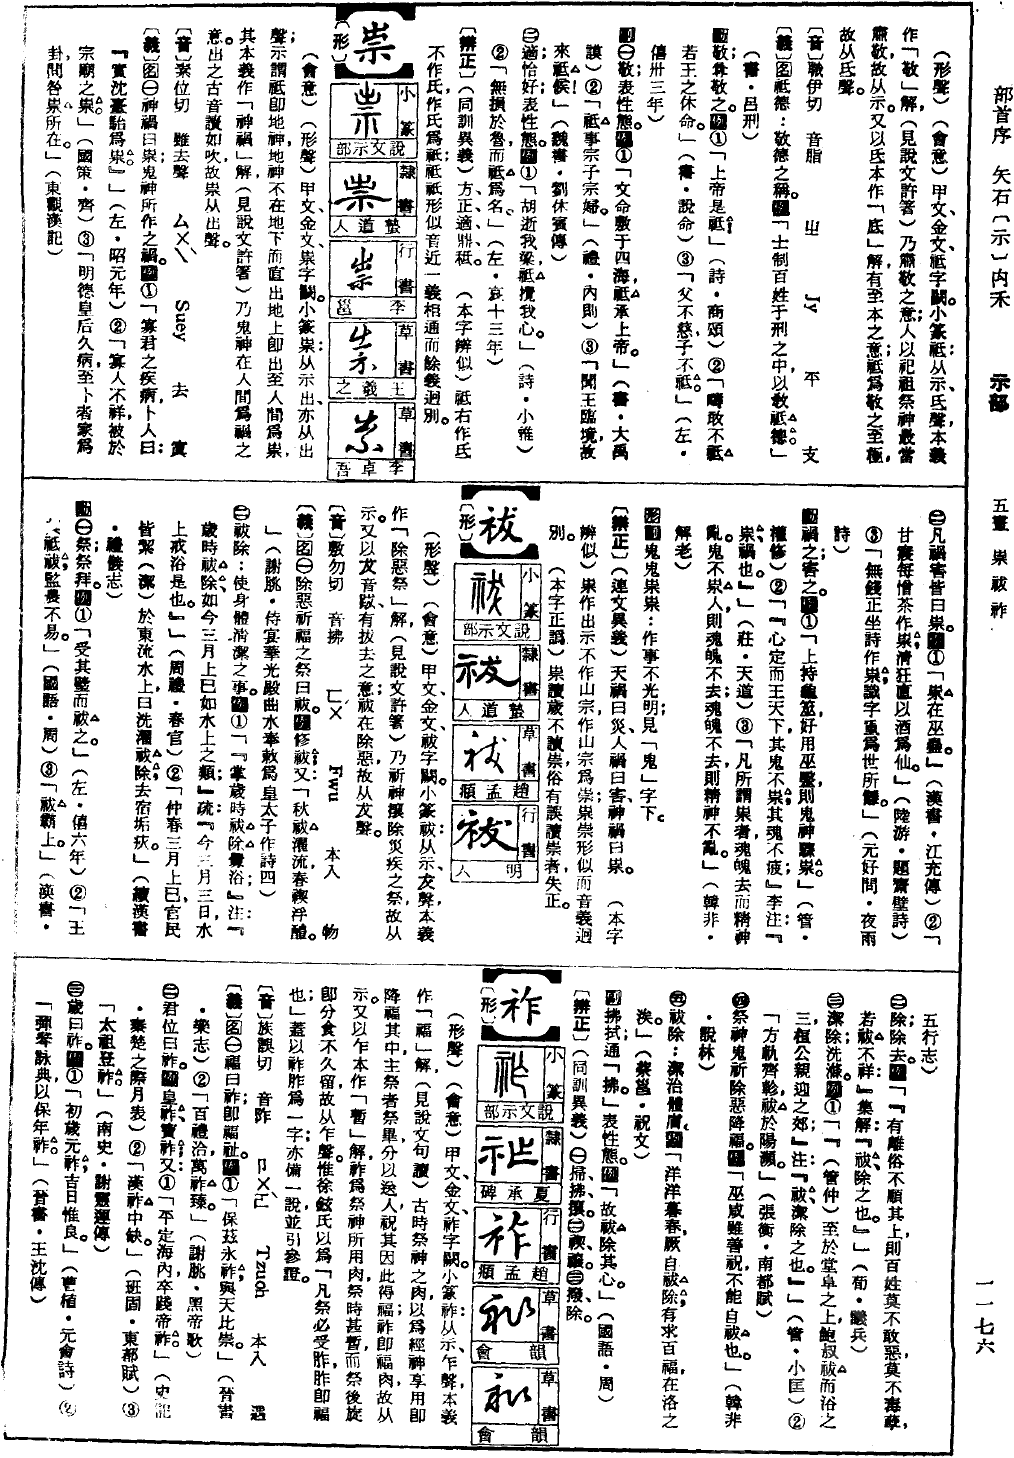 部首序 矢石〔示〕内禾 示部 五畫 祟 祓 祚 一一七六
（形聲）（會意）甲文金文祗字闕。小篆祗：从示、氐聲本義
作「敬」解，（見說文許箸）乃肅敬之意，人以祀祖祭神最當
肅敬，故从示。又以氐本作「底」解，有至本之意，祗爲敬之至極，
故从氐聲。
〔音〕職伊切 音脂 ㄓ Jy 平 支
〔義〕名祗德：敬德之稱。例「士制百姓于刑之中，以敎祗德」
（書・呂刑）
動敬；恭敬之。例①「上帝是祗」（詩・商頌）②「疇敢不祗
若王之休命」（書・說命）③「父不慈，子不祗。」（左・
僖卅三年）
副㊀敬；表性態。例①「文命敷于四海，祗承上帝。」（書・大禹
謨）②「祗事宗子宗婦。」（禮・內則）③「聞王臨境，故
來祗候」（魏書・劉休賓傳）
㊁適；恰好；表性態。例①「胡逝我梁，祗攪我心。」（詩・小雅）
②「無損於魯，而祗爲名」（左・哀十三年）
〔辨正〕（同訓異義）方、正、適、鼎、祗。（本字辨似）祗右作氐
不作氏，作氏爲祇；祗祇形似音近，一義相通而餘義迥別。
〔形〕
祟
小篆 說文示部
隸書 蟄道人
行書 李邕
草書 王羲之
草書 李卓吾
（會意）（形聲）甲文金文、祟字闕。小篆祟从示、从出，亦从出
聲；示謂祗即地神，地神不在地下而直出地上即出至人間爲祟，
其本義作「神禍」解（見說文許箸）乃鬼神在人間爲禍之
意。出之古音讀如吹，故祟从出聲。
〔音〕粢位切 雖去聲 ㄙㄨㄟˋ Suey 去 寘
〔義〕名㊀神禍曰祟；鬼神所作之禍。例①「寡君之疾病，卜人曰：
『實沈臺駘爲祟。』」（左・昭元年）②「寡人不祥，被於
宗廟之祟，」（國策・齊）③「明德皇后久病，至卜者家爲
卦，問咎祟所在。」（東觀漢記）
㊁凡禍害皆曰祟。例①「祟在巫蠱。」（漢書・江充傳）②「
甘寢每憎茶作祟，清狂直以酒爲仙。」（陸游・題齋壁詩）
③「無錢正坐詩作祟，識字重爲世所讎。」（元好問・夜雨
詩）
動禍之；害之。例①「上持龜筮，好用巫醫，則鬼神驟祟。」（管・
權修）②「『心定而王天下，其鬼不祟，其魂不疲』李注：『
祟，禍也。』」（莊・天道）③「凡所謂祟者，魂魄去而精神
亂，鬼不祟人則魂魄不去，魂魄不去，則精神不亂。」（韓非・
解老）
鬼鬼祟祟：作事不光明；見「鬼」字下。
〔辨正〕（連文異義）天禍曰災，人禍曰害，神禍曰祟。（本字
辨似）祟作出示不作山宗，作山宗爲崇；祟崇形似而音義迥
別。（本字正譌）祟讀歲不讀崇，俗有誤讀崇者失正。
〔形〕
祓
小篆 說文示部
隸書 蟄道人
草書 趙孟頫
行書 明人
（形聲）（會意）甲文、金文、祓字闕。小篆祓：从示、犮聲，本義
作「除惡祭」解，（見說文許箸）乃祈神攘除災疾之祭，故从
示。又以犮音跋，有拔去之意；祓在除惡，故从犮聲。
〔音〕敷勿切 音拂 ㄈㄨˊ Fwu 本入 物
〔義〕名㊀除惡祈福之祭曰祓。例修祓；又「秋祓濯流，春禊浮醴。
」（謝朓・侍宴華光殿曲水奉敕爲皇太子作詩四）
㊁祓除：使身體淸潔之事。例①「『掌歲時祓除釁浴』注：『
歲時祓除，如今三月上巳如水上之類』疏：『今三月三日水
上戒浴是也。』」（周禮・春官）②「仲春三月上巳，官民
皆絜（潔）於東流水上，曰洗濯祓除去宿垢疢。」（續漢書
・禮儀志）
動㊀祭；祭拜。例①「受其璧而祓之。」（左・僖六年）②「王
其祗祓，監農不易。」（國語・周）③「祓霸上。」（漢書・
五行志）
㊁除；除去。例「『有離俗不順其上，則百姓莫不敢惡，莫不毒孽，
若祓不祥』集解『祓，除之也。』」（荀・議兵）
㊂潔除；洗滌。例①「『（管仲）至於堂阜之上，鮑叔祓而浴之
三，桓公親迎之郊』注：『祓，潔除之也。』」（管・小匡）②
「方軌齊軫，祓於陽瀕。」（張衡・南都賦）
㊃祭神鬼祈除惡降福。例「巫咸雖善祝，不能自祓也。」（韓非
・說林）
㊄祓除：潔治體膚。例「洋洋暮春，厥自祓除，有求百福，在洛之
涘。」（蔡邕・祝文）
副拂拭；通「拂。」表性態。例「故祓除其心。」（國語・周）
〔辨正〕（同訓異義）㊀掃、拂、攘。㊁禊、禳。㊂撥、除。
〔形〕
祚
小篆 說文示部
隸書 夏承碑
行書 趙孟頫
草書 韻會
草書 韻會
（形聲）（會意）甲文、金文、祚字闕。小篆祚：从示、乍聲，本義
作「福」解，（見說文句讀）古時祭神之肉以爲經神享用，即
降福其中，主祭者祭畢分以送人，祝其因此得福；祚即福肉，故从
示。又以乍本作「暫」解；祚爲祭神所用肉，祭時甚暫，而祭後旋
即分食，不久留，故从乍聲。惟徐鉉氏以爲「凡祭必受胙，胙即福
也；」蓋以祚胙爲一字，亦備一說，並引參證。
〔音〕族誤切 音阼 ㄗㄨㄛˋ Tzuoh 本入 遇
〔義〕名㊀福曰祚；即福祉。例①「保茲永祚，與天比崇。」（晉書
・樂志）②「百禮洽，萬祚臻。」（謝朓・黑帝歌）
㊁君位曰祚。例皇祚，寶祚；又①「平定海內，卒踐帝祚。」（史記
・秦楚之際月表）②「漢祚中缺。」（班固・東都賦）③
「太祖登祚。」（南史・謝靈運傳）
㊂歲曰祚。例①「初歲元祚，吉日惟良。」（曹植・元會詩）②
「彈琴詠典，以保年祚。」（晉書・王沈傳）